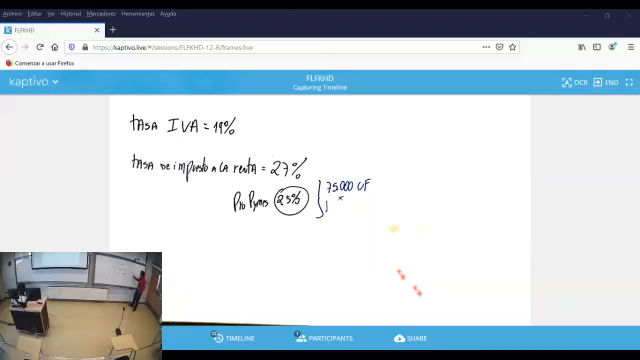 Archivo Editar Ver Historial Marcadores Herramientas Ayuda
FLFKHD
https://kaptivo.live/#/sessions/FLFKHD-12-6/frames/live
Comenzar a usar Firefox
kaptivo
FLFKHD
Capturing Timeline
OCR
END
TASA IVA = 19%
TASA DE IMPUESTO A LA RENTA = 27%
Pro Pymes 25% 75.000 UF
TIMELINE
PARTICIPANTS
SHARE